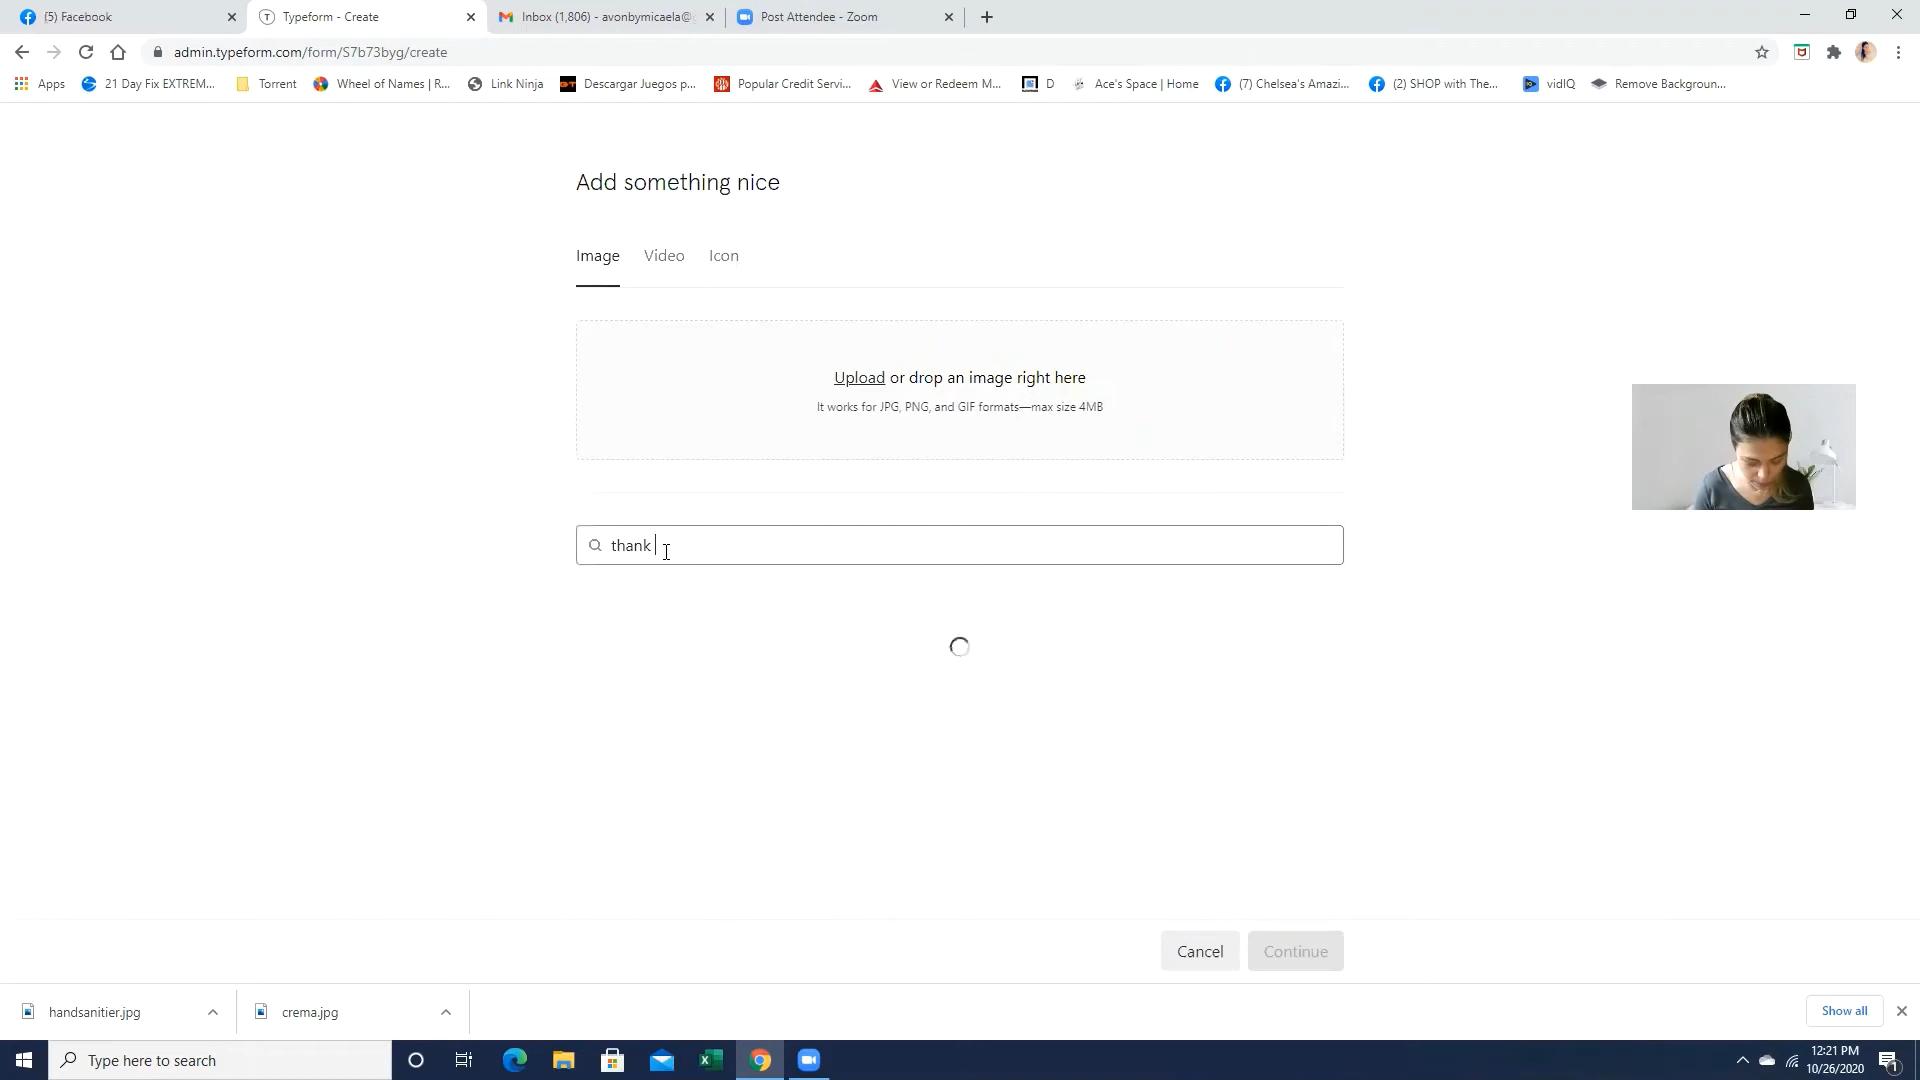 (5) Facebook
Typeform - Create
Inbox (1,806) - avonbymicaela@
Post Attendee - Zoom
admin.typeform.com/form/S7b73byg/create
Apps
21 Day Fix EXTREM...
Torrent
Wheel of Names | R...
Link Ninja
Descargar Juegos p...
Popular Credit Servi...
View or Redeem M...
D
Ace's Space | Home
(7) Chelsea's Amazi...
(2) SHOP with The...
vidIQ
Remove Backgroun...
Add something nice
Image
Video
Icon
Upload or drop an image right here
It works for JPG, PNG, and GIF formats—max size 4MB
thank
Cancel
Continue
handsanitier.jpg
crema.jpg
Show all
Type here to search
12:21 PM
10/26/2020
1